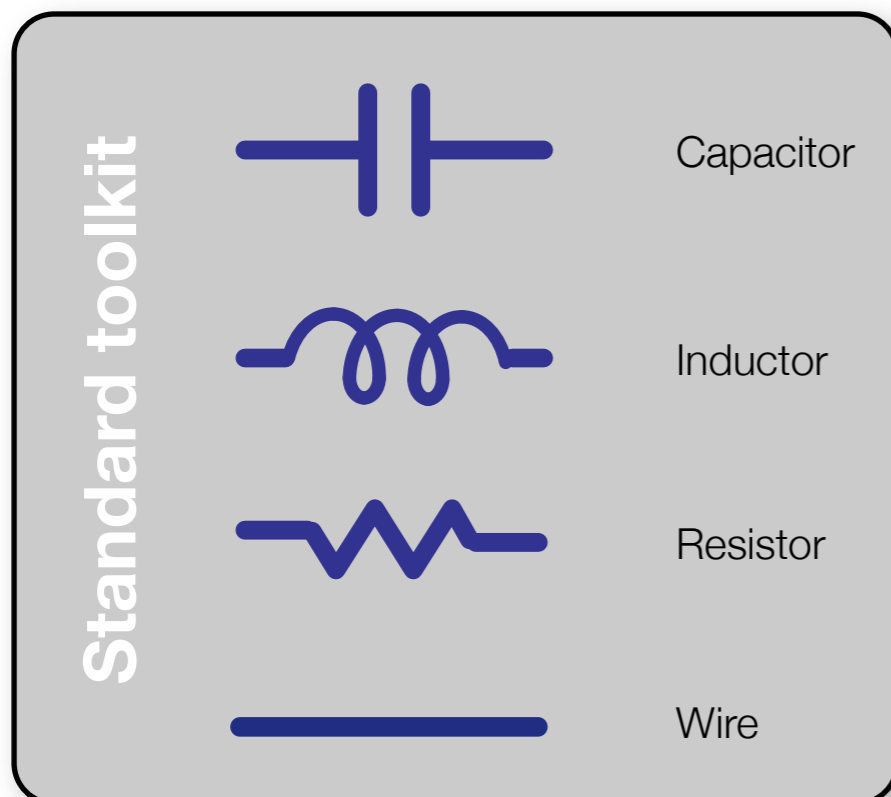 Standard toolkit
Capacitor
Inductor
Resistor
Wire